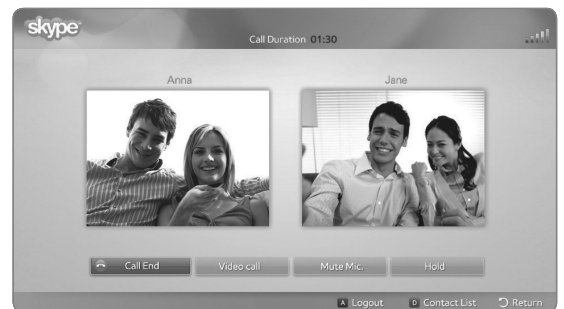 skype
Call Duration 01:30
Anna
Jane
Call End
Video call
Mute Mic.
Hold
A Logout
D Contact List
Return